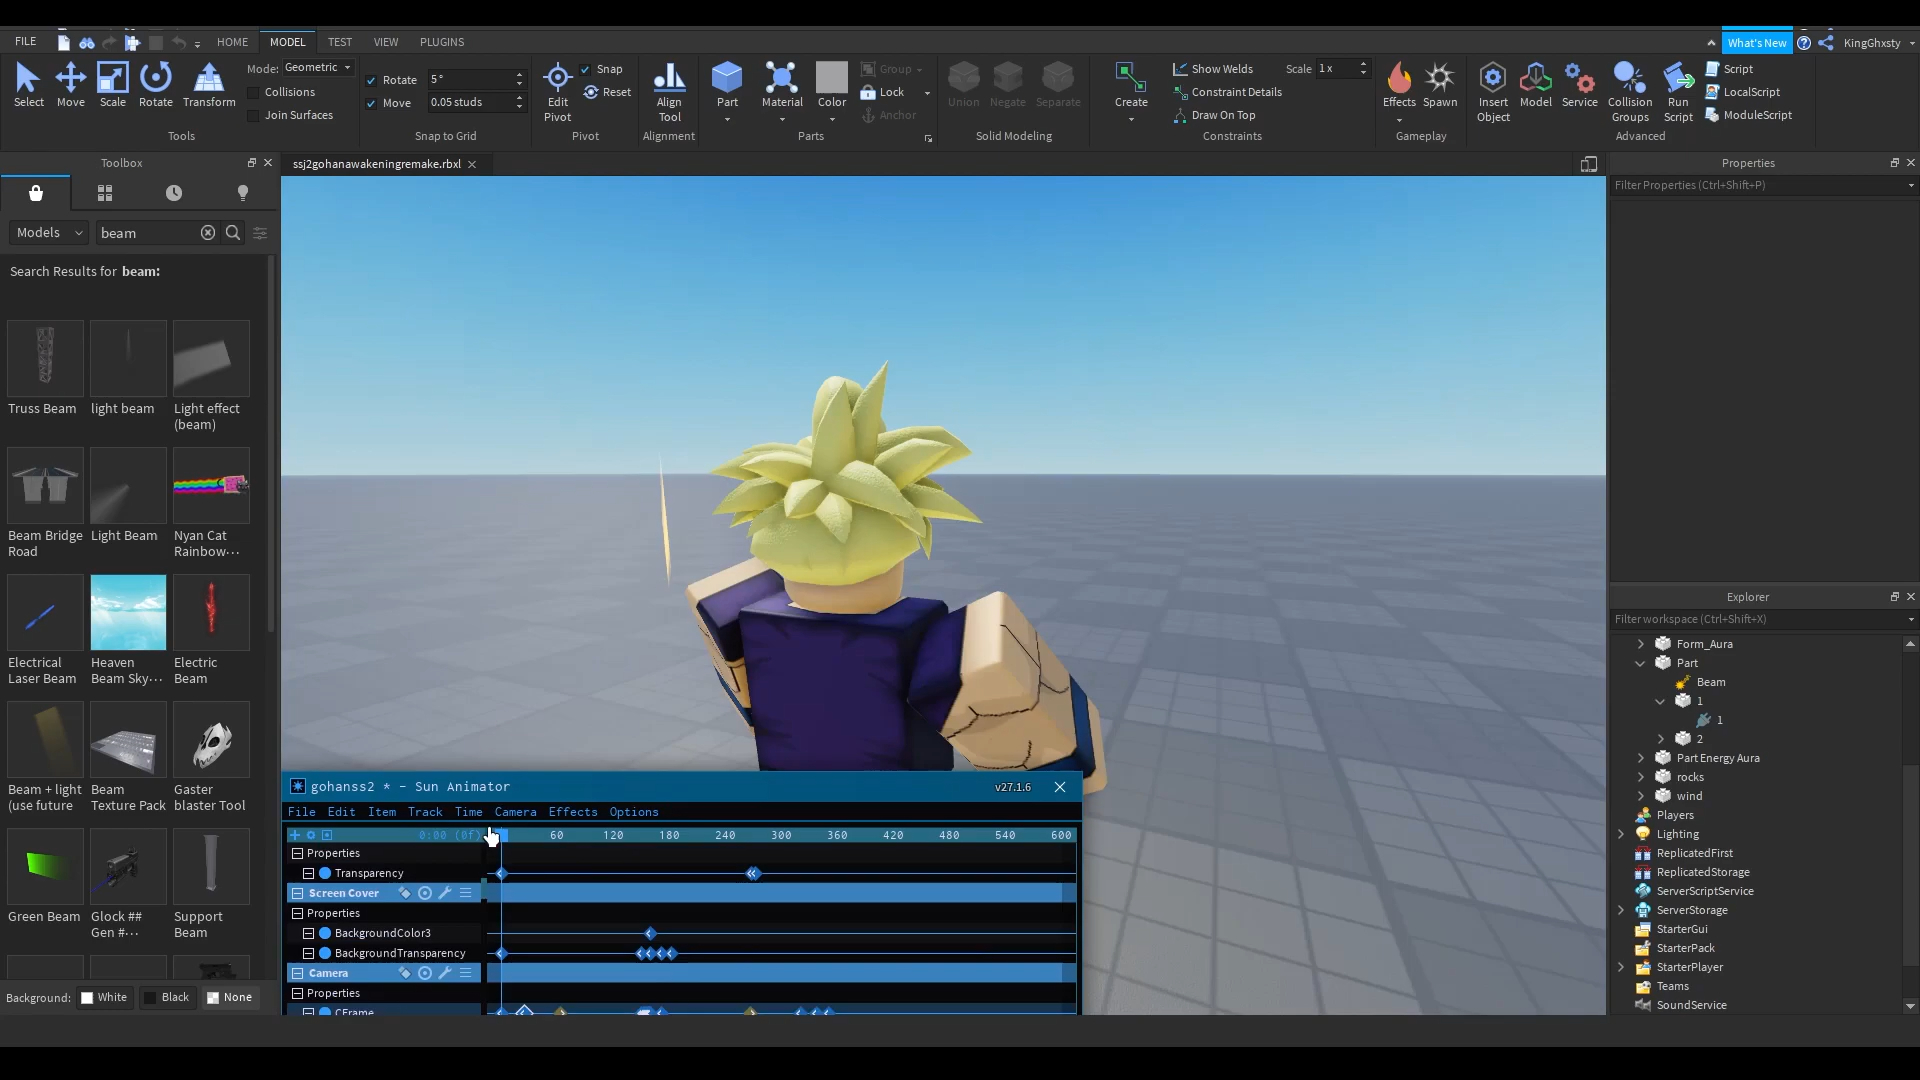 FILE HOME MODEL TEST VIEW PLUGINS What's New KingGhxsty
Mode: Geometric Rotate 5° Snap Group Show Welds Scale 1 x Script
Collisions Move 0.05 studs Reset Lock Constraint Details LocalScript
Join Surfaces Anchor Draw On Top ModuleScript
Select Move Scale Rotate Transform Edit Pivot Align Tool Part Material Color Union Negate Separate Create Effects Spawn Insert Object Model Service Collision Groups Run Script
Tools Snap to Grid Pivot Alignment Parts Solid Modeling Constraints Gameplay Advanced
Toolbox
ssj2gohanawakeningremake.rbxl
Properties
Filter Properties (Ctrl+Shift+P)
Models beam
Search Results for beam:
Truss Beam light beam Light effect (beam)
Beam Bridge Road Light Beam Nyan Cat Rainbow...
Electrical Laser Beam Heaven Beam Sky... Electric Beam
Beam + light (use future Beam Texture Pack Gaster blaster Tool
Green Beam Glock ## Gen #... Support Beam
Background: White Black None
gohanss2 * - Sun Animator v27.1.6
File Edit Item Track Time Camera Effects Options
0:00 (0f) 60 120 180 240 300 360 420 480 540 600
Properties
Transparency
Screen Cover
Properties
BackgroundColor3
BackgroundTransparency
Camera
Properties
CFrame
Explorer
Filter workspace (Ctrl+Shift+X)
Form_Aura
Part
Beam
1
1
2
Part Energy Aura
rocks
wind
Players
Lighting
ReplicatedFirst
ReplicatedStorage
ServerScriptService
ServerStorage
StarterGui
StarterPack
StarterPlayer
Teams
SoundService